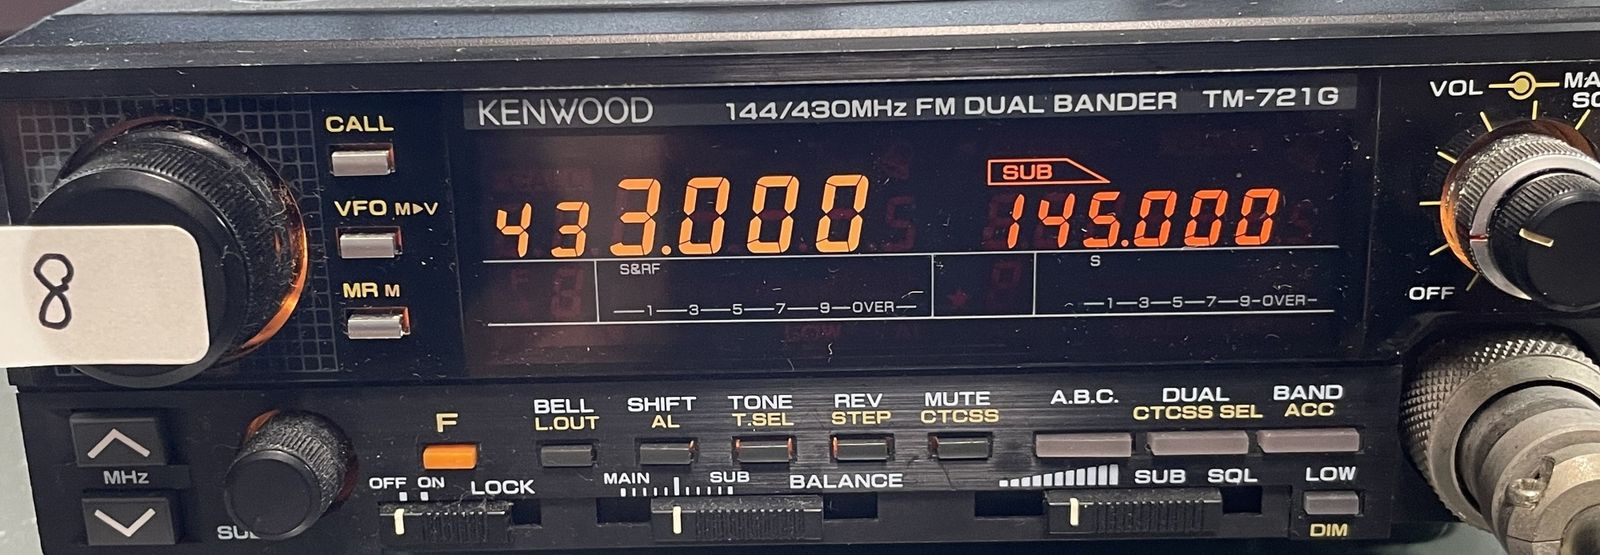 KENWOOD 144/430MHz FM DUAL BANDER TM-721G
VOL
CALL
VFO M▶V
MR M
8
433.000
SUB
145.000
S&RF
1 3 5 7 9 OVER
S
1 3 5 7 9 OVER
OFF
F
BELL
L.OUT
SHIFT
AL
TONE
T.SEL
REV
STEP
MUTE
CTCSS
A.B.C.
DUAL
CTCSS SEL
BAND
ACC
MHz
OFF ON LOCK
MAIN SUB BALANCE
SUB SQL
LOW
DIM